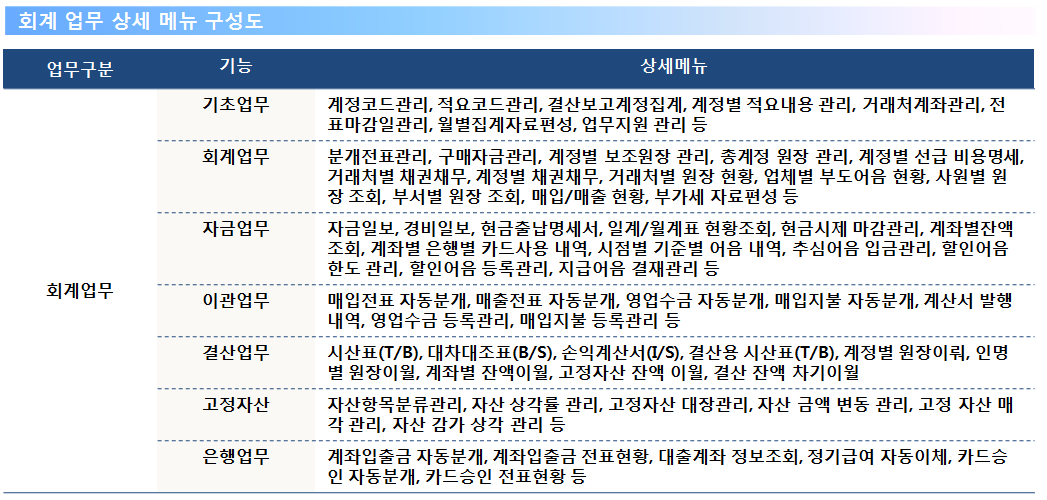 회계 업무 상세 메뉴 구성도
업무구분 기능 상세메뉴
회계업무
기초업무
계정코드관리, 적요코드관리, 결산보고계정집계, 계정별 적요내용 관리, 거래처계좌관리, 전
표마감일관리, 월별집계자료편성, 업무지원 관리 등
회계업무
분개전표관리, 구매자금관리, 계정별 보조원장 관리, 총계정 원장 관리, 계정별 선급 비용명세,
거래처별 채권채무, 계정별 채권채무, 거래처별 원장 현황, 업체별 부도어음 현황, 사원별 원
장 조회, 부서별 원장 조회, 매입/매출 현황, 부가세 자료편성 등
자금업무
자금일보, 경비일보, 현금출납명세서, 일계/월계표 현황조회, 현금시제 마감관리, 계좌별잔액
조회, 계좌별 은행별 카드사용 내역, 시점별 기준별 어음 내역, 추심어음 입금관리, 할인어음
한도 관리, 할인어음 등록관리, 지급어음 결재관리 등
이관업무
매입전표 자동분개, 매출전표 자동분개, 영업수금 자동분개, 매입지불 자동분개, 계산서 발행
내역, 영업수금 등록관리, 매입지불 등록관리 등
결산업무
시산표(T/B), 대차대조표(B/S), 손익계산서(I/S), 결산용 시산표(T/B), 계정별 원장이뤄, 인명
별 원장이월, 계좌별 잔액이월, 고정자산 잔액 이월, 결산 잔액 차기이월
고정자산
자산항목분류관리, 자산 상각률 관리, 고정자산 대장관리, 자산 금액 변동 관리, 고정 자산 매
각 관리, 자산 감가 상각 관리 등
은행업무
계좌입출금 자동분개, 계좌입출금 전표현황, 대출계좌 정보조회, 정기급여 자동이체, 카드승
인 자동분개, 카드승인 전표현황 등